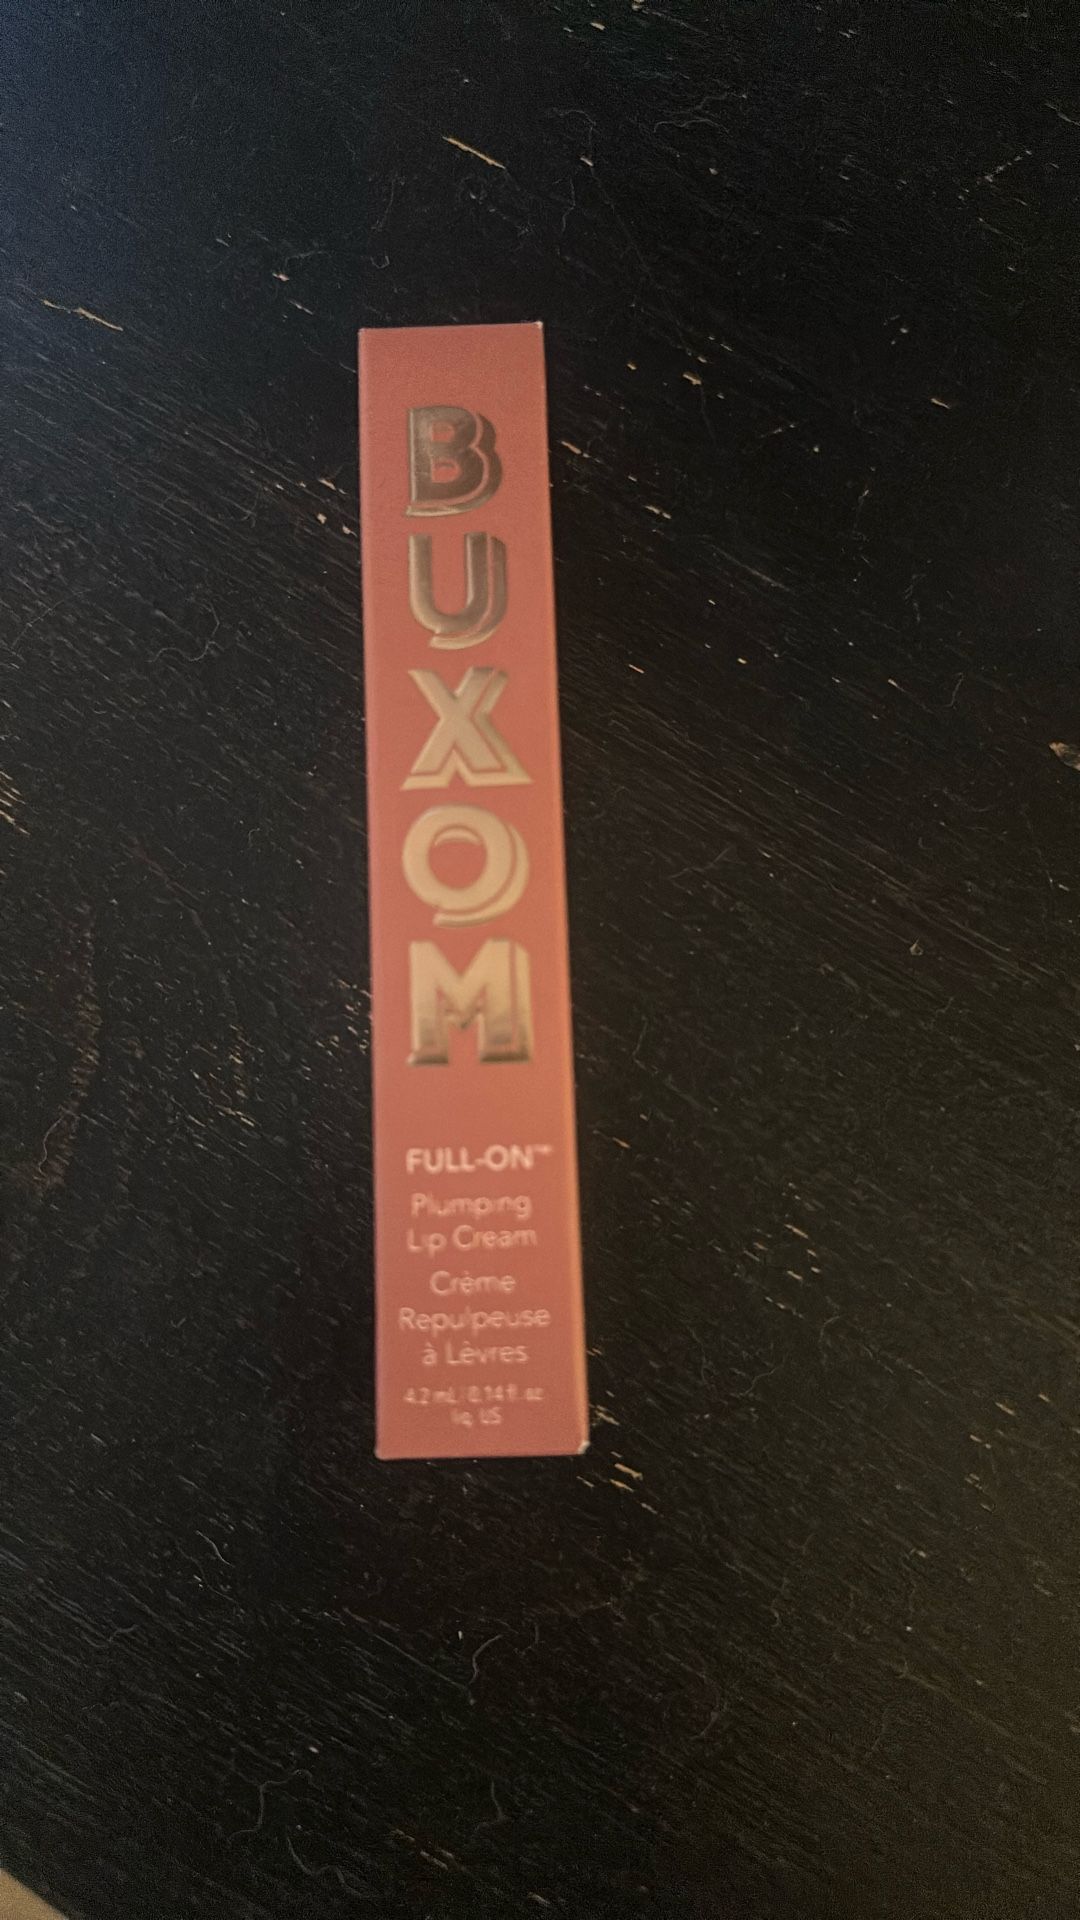 BUXOM
FULL-ON™
Plumping
Lip Cream
Crème
Repulpeuse
à Lèvres
4.2 mL 0.14 fl. oz
liq. US